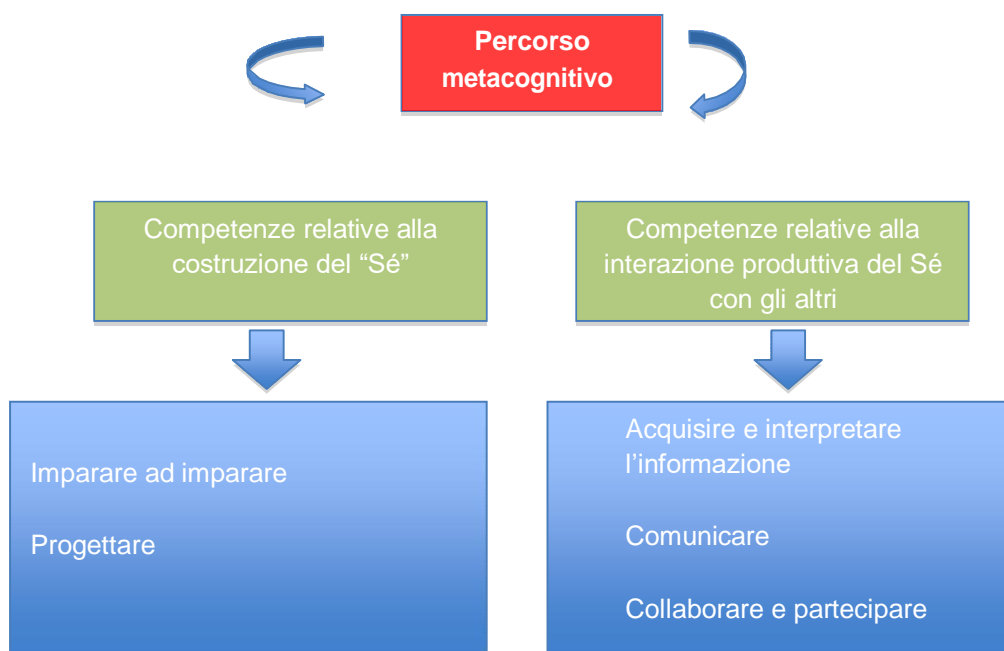 Percorso
metacognitivo
Competenze relative alla
costruzione del “Sé”
Competenze relative alla
interazione produttiva del Sé
con gli altri
Imparare ad imparare
Progettare
Acquisire e interpretare
l’informazione
Comunicare
Collaborare e partecipare